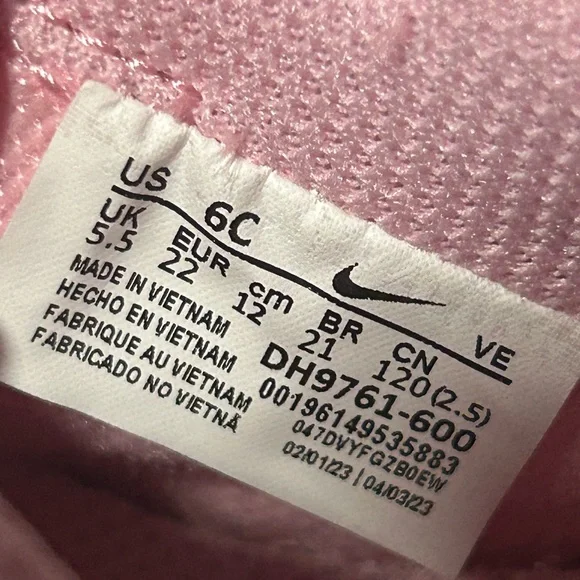 US 6C VE
UK EUR cm BR CN
5.5 22 12 21 120 (2.5)
MADE IN VIETNAM
HECHO EN VIETNAM
FABRIQUE AU VIETNAM
FABRICADO NO VIETNÃ
DH9761-600
00196149535883
047DVYFGZB0EW
02/01/23 | 04/03/23